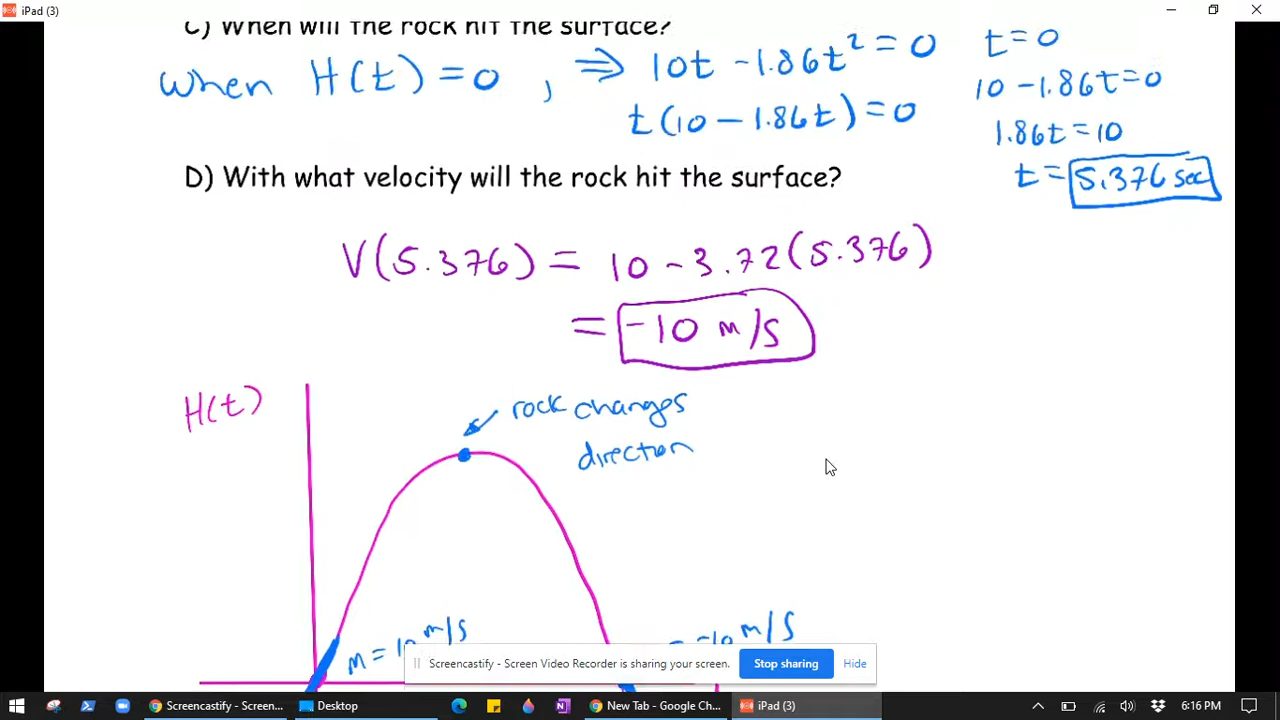 iPad (3)
C) When will the rock hit the surface?
when H(t) = 0 , ⇒ 10t - 1.86t² = 0
t(10 - 1.86t) = 0
t = 0
10 - 1.86t = 0
1.86t = 10
t = 5.376 sec
D) With what velocity will the rock hit the surface?
V(5.376) = 10 - 3.72(5.376)
= -10 m/s
H(t)
rock changes
direction
m = 10 m/s
= -10 m/s
Screencastify - Screen Video Recorder is sharing your screen. Stop sharing Hide
Screencastify - Screen... Desktop New Tab - Google Ch... iPad (3) 6:16 PM